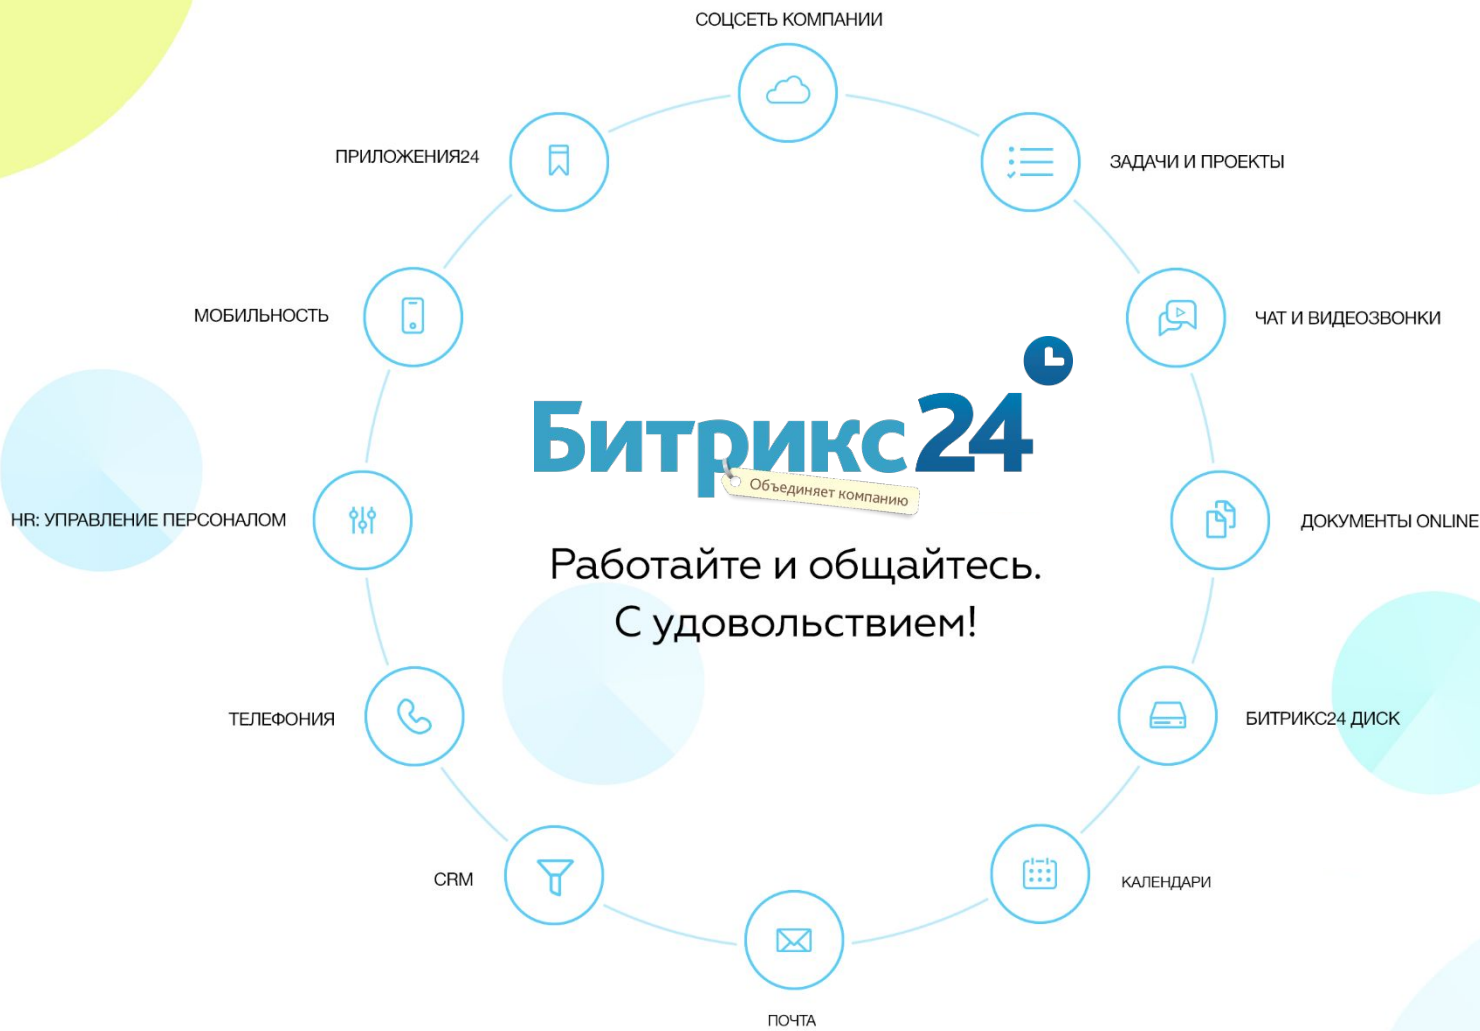 СОЦСЕТЬ КОМПАНИИ
ПРИЛОЖЕНИЯ24
ЗАДАЧИ И ПРОЕКТЫ
МОБИЛЬНОСТЬ
ЧАТ И ВИДЕОЗВОНКИ
Битрикс24
Объединяет компанию
HR: УПРАВЛЕНИЕ ПЕРСОНАЛОМ
ДОКУМЕНТЫ ONLINE
Работайте и общайтесь.
С удовольствием!
ТЕЛЕФОНИЯ
БИТРИКС24 ДИСК
CRM
КАЛЕНДАРИ
ПОЧТА